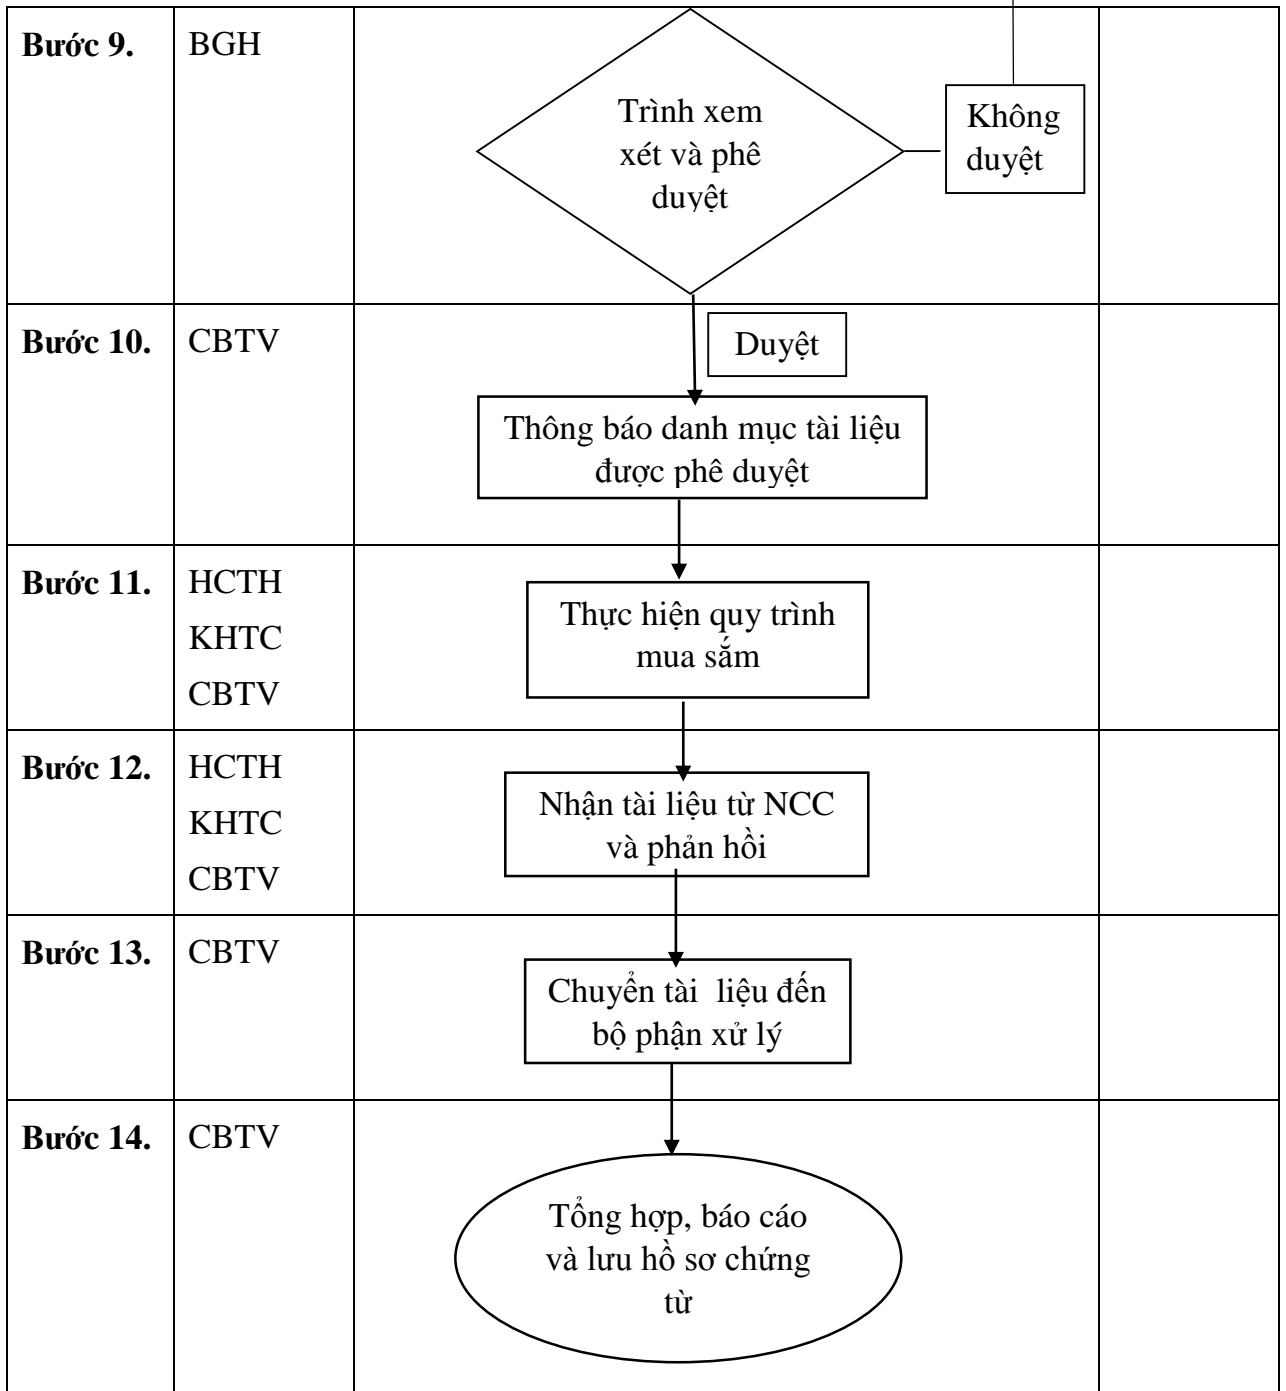 Bước 9.
BGH
Trình xem
xét và phê
duyệt
Không
duyệt
Bước 10.
CBTV
Duyệt
Thông báo danh mục tài liệu
được phê duyệt
Bước 11.
HCTH
KHTC
CBTV
Thực hiện quy trình
mua sắm
Bước 12.
HCTH
KHTC
CBTV
Nhận tài liệu từ NCC
và phản hồi
Bước 13.
CBTV
Chuyển tài liệu đến
bộ phận xử lý
Bước 14.
CBTV
Tổng hợp, báo cáo
và lưu hồ sơ chứng
từ